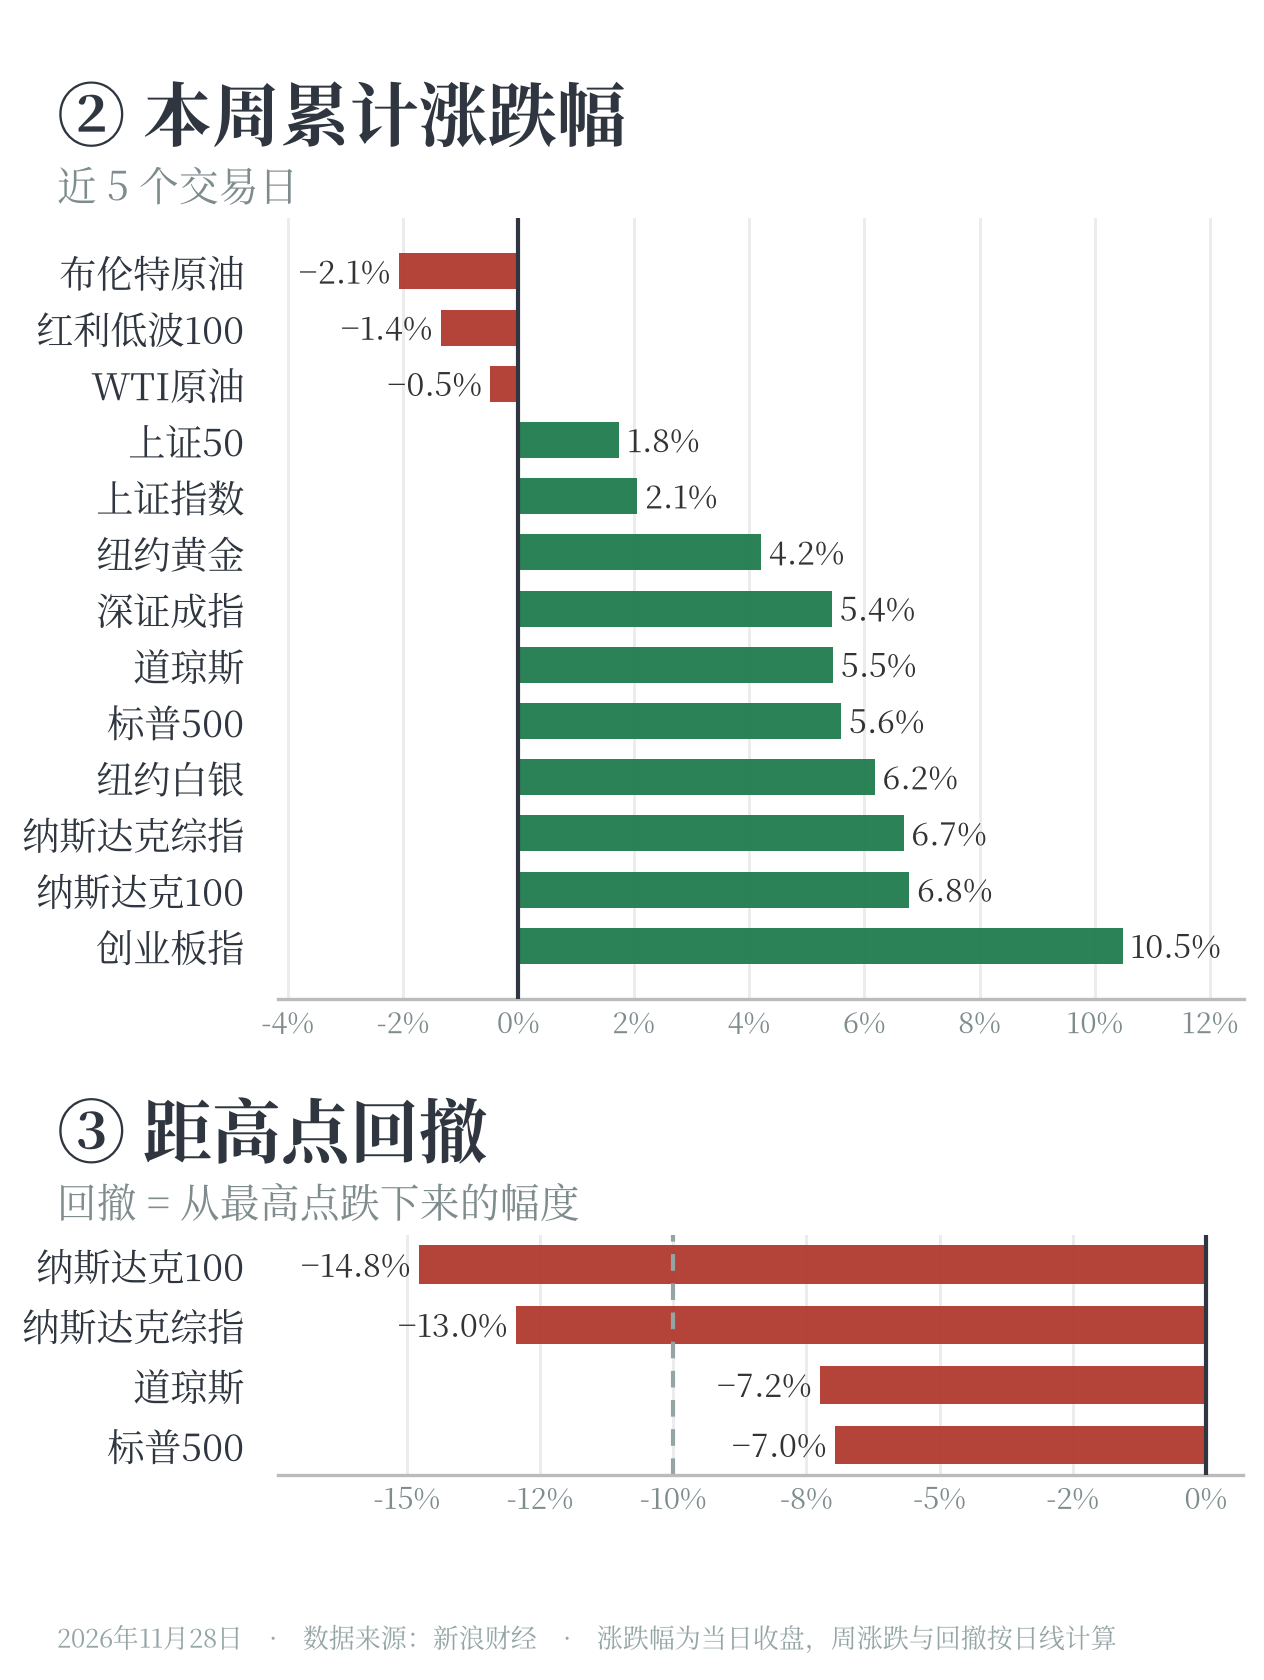 ② 本周累计涨跌幅
近 5 个交易日
布伦特原油 −2.1%
红利低波100 −1.4%
WTI原油 −0.5%
上证50 1.8%
上证指数 2.1%
纽约黄金 4.2%
深证成指 5.4%
道琼斯 5.5%
标普500 5.6%
纽约白银 6.2%
纳斯达克综指 6.7%
纳斯达克100 6.8%
创业板指 10.5%
-4% -2% 0% 2% 4% 6% 8% 10% 12%
③ 距高点回撤
回撤 = 从最高点跌下来的幅度
纳斯达克100 −14.8%
纳斯达克综指 −13.0%
道琼斯 −7.2%
标普500 −7.0%
-15% -12% -10% -8% -5% -2% 0%
2026年11月28日 · 数据来源：新浪财经 · 涨跌幅为当日收盘，周涨跌与回撤按日线计算